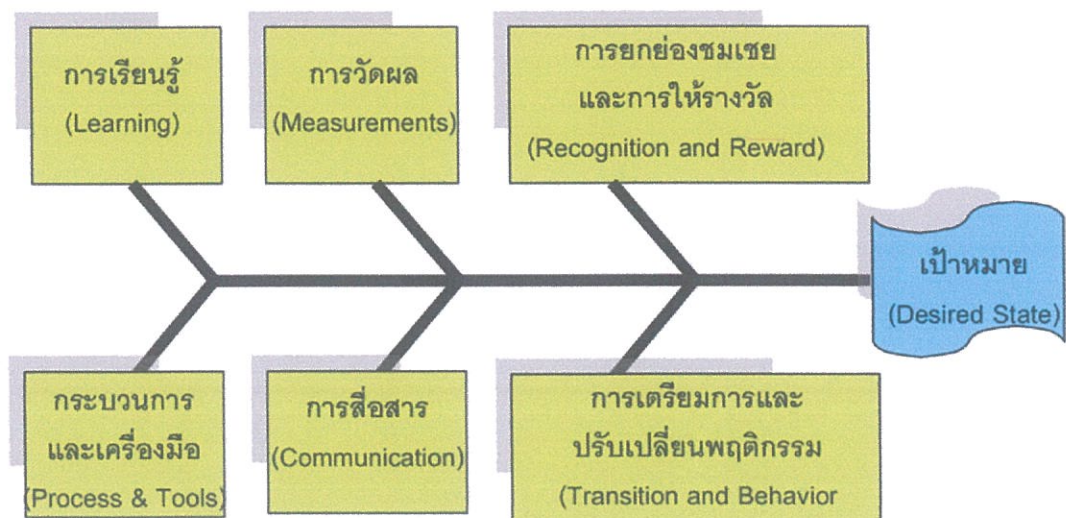 การเรียนรู้
(Learning)
การวัดผล
(Measurements)
การยกย่องชมเชย
และการให้รางวัล
(Recognition and Reward)
เป้าหมาย
(Desired State)
กระบวนการ
และเครื่องมือ
(Process & Tools)
การสื่อสาร
(Communication)
การเตรียมการและ
ปรับเปลี่ยนพฤติกรรม
(Transition and Behavior